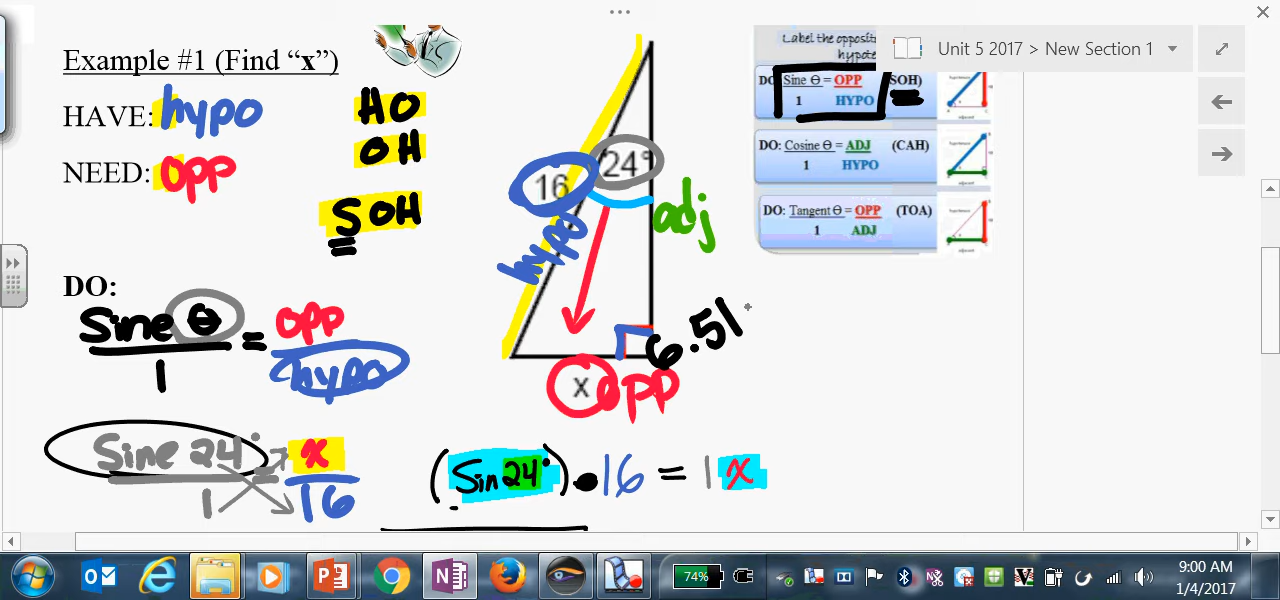 Example #1 (Find “x”)
HAVE: hypo
NEED: opp
HO
OH
SOH
DO:
Sine θ = opp
1 hypo
Sine 24° = x
1 16
16
24°
hypo
adj
6.51
x opp
(Sin 24°) • 16 = 1x
Label the opposit
hypote
Unit 5 2017 > New Section 1
DO: Sine Θ = OPP (SOH)
1 HYPO
DO: Cosine Θ = ADJ (CAH)
1 HYPO
DO: Tangent Θ = OPP (TOA)
1 ADJ
74%
9:00 AM
1/4/2017